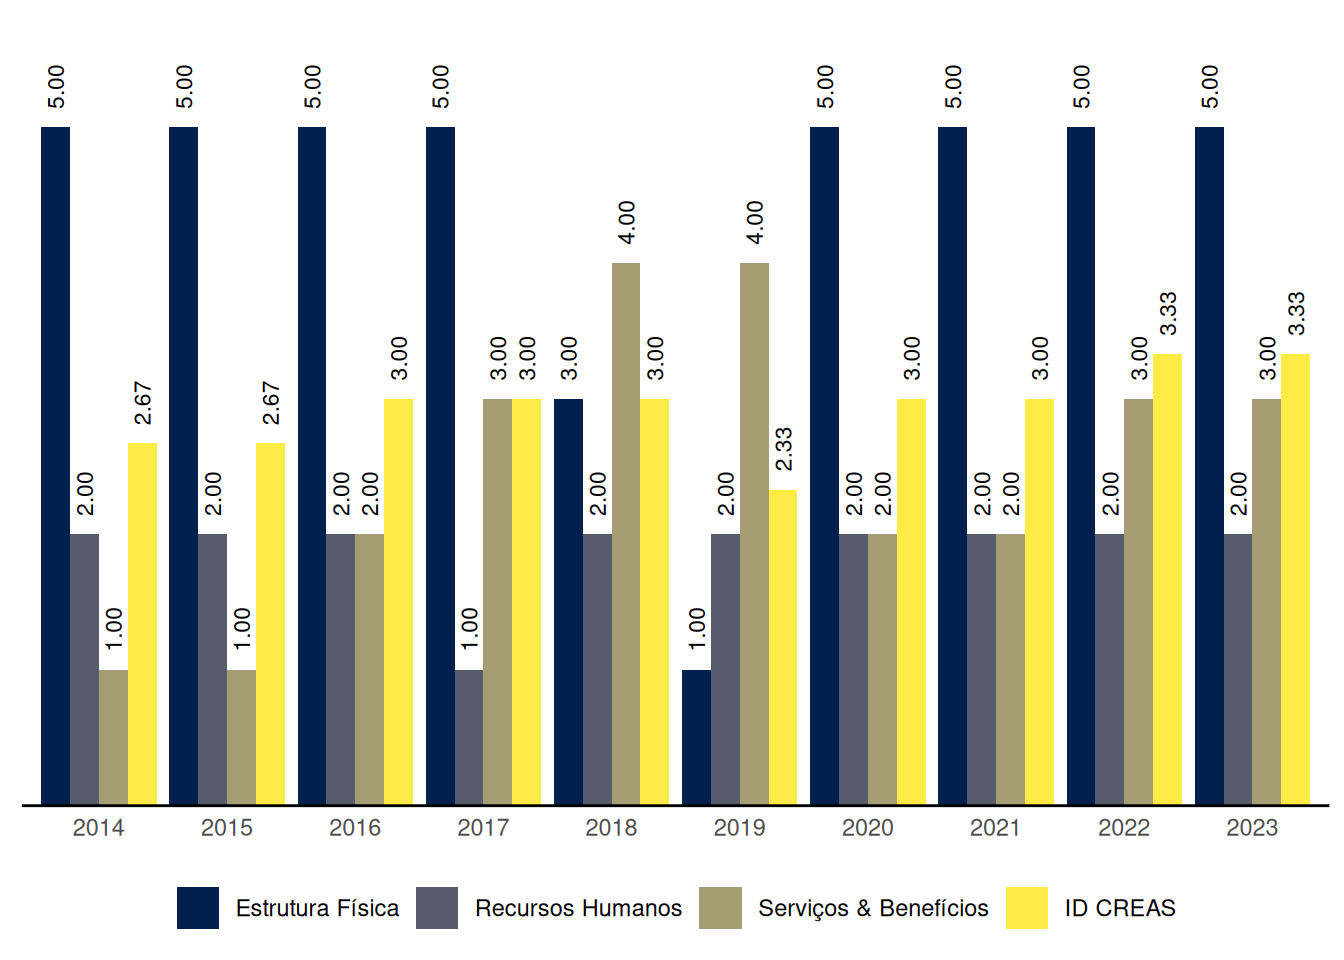 5.00 5.00 5.00 5.00 5.00 5.00 5.00 5.00
4.00 4.00
3.33 3.33
3.00 3.00 3.00 3.00 3.00 3.00 3.00 3.00 3.00
2.67 2.67 2.33
2.00 2.00 2.00 2.00 2.00 2.00 2.00 2.00 2.00 2.00 2.00 2.00
1.00 1.00 1.00 1.00
2014 2015 2016 2017 2018 2019 2020 2021 2022 2023
Estrutura Física Recursos Humanos Serviços & Benefícios ID CREAS